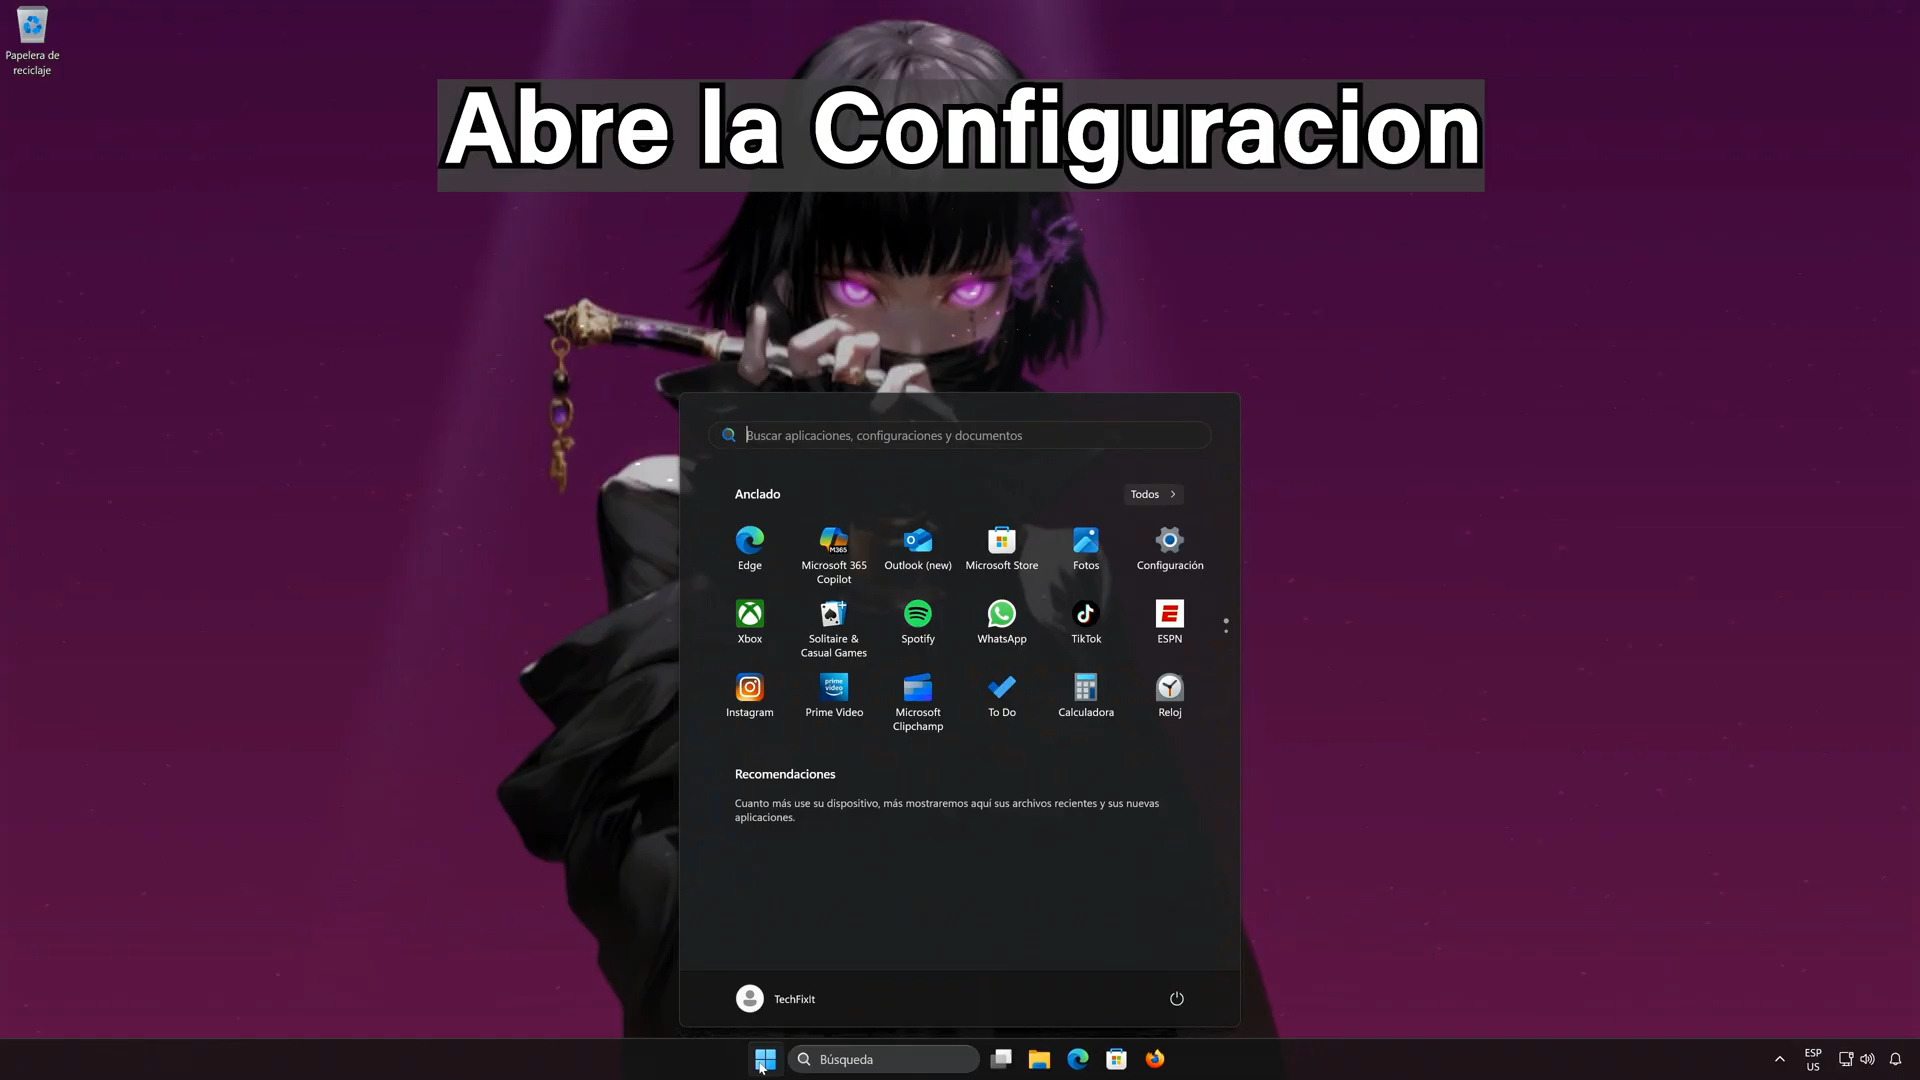 Papelera de
reciclaje
Abre la Configuracion
Buscar aplicaciones, configuraciones y documentos
Anclado
Todos
Edge
Microsoft 365
Copilot
Outlook (new)
Microsoft Store
Fotos
Configuración
M365
Xbox
Solitaire &
Casual Games
Spotify
WhatsApp
TikTok
ESPN
Instagram
prime
video
Prime Video
Microsoft
Clipchamp
To Do
Calculadora
Reloj
Recomendaciones
Cuanto más use su dispositivo, más mostraremos aquí sus archivos recientes y sus nuevas
aplicaciones.
TechFixIt
Búsqueda
ESP
US